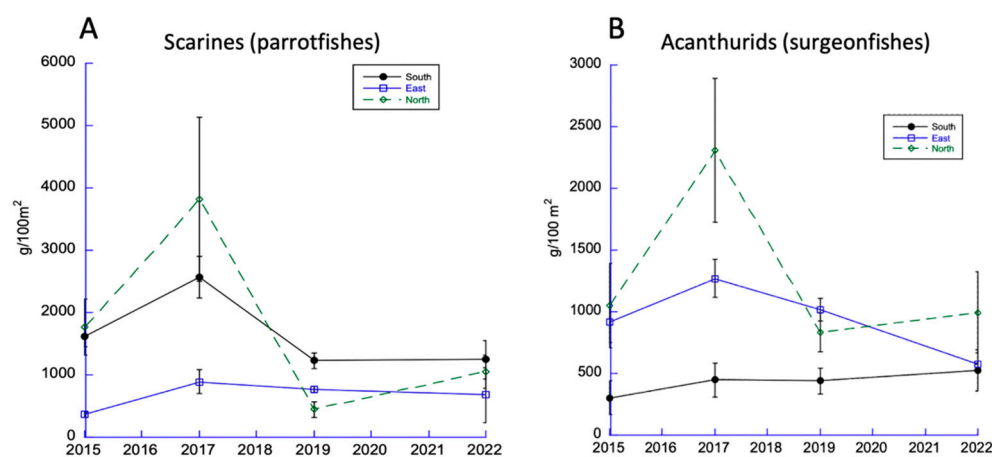 A
Scarines (parrotfishes)
6000
5000
4000
3000
2000
1000
0
g/100m²
South
East
North
2015 2016 2017 2018 2019 2020 2021 2022
B
Acanthurids (surgeonfishes)
3000
2500
2000
1500
1000
500
0
g/100 m²
South
East
North
2015 2016 2017 2018 2019 2020 2021 2022